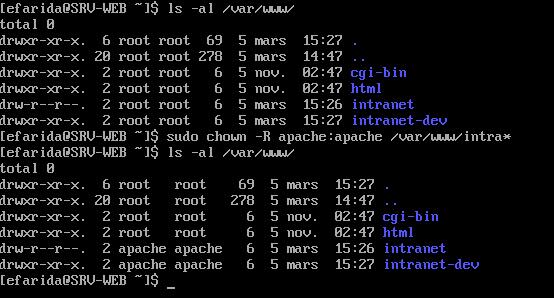 [efarida@SRV-WEB ~]$ ls -al /var/www/
total 0
drwxr-xr-x.  6 root root  69  5 mars  15:27 .
drwxr-xr-x. 20 root root 278  5 mars  14:47 ..
drwxr-xr-x.  2 root root   6  5 nov.  02:47 cgi-bin
drwxr-xr-x.  2 root root   6  5 nov.  02:47 html
drw-r--r--.  2 root root   6  5 mars  15:26 intranet
drwxr-xr-x.  2 root root   6  5 mars  15:27 intranet-dev
[efarida@SRV-WEB ~]$ sudo chown -R apache:apache /var/www/intra*
[efarida@SRV-WEB ~]$ ls -al /var/www/
total 0
drwxr-xr-x.  6 root   root    69  5 mars  15:27 .
drwxr-xr-x. 20 root   root   278  5 mars  14:47 ..
drwxr-xr-x.  2 root   root     6  5 nov.  02:47 cgi-bin
drwxr-xr-x.  2 root   root     6  5 nov.  02:47 html
drw-r--r--.  2 apache apache   6  5 mars  15:26 intranet
drwxr-xr-x.  2 apache apache   6  5 mars  15:27 intranet-dev
[efarida@SRV-WEB ~]$ _